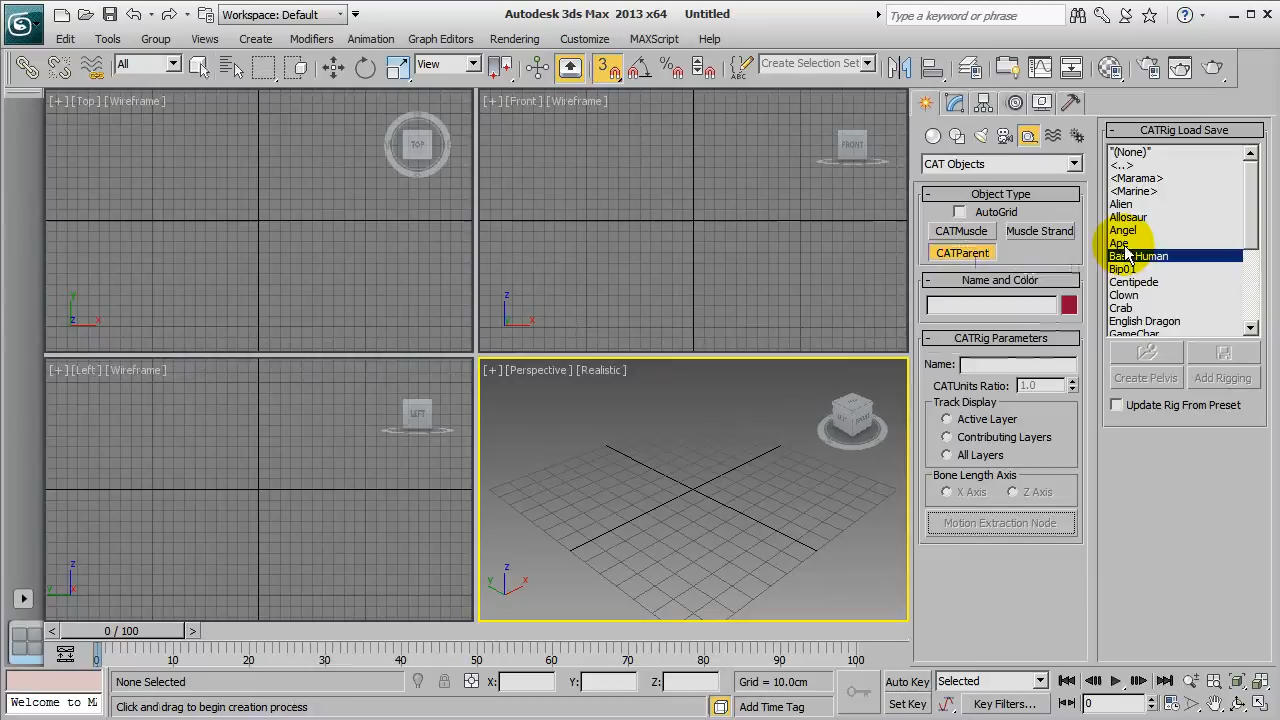 Workspace: Default
Autodesk 3ds Max 2013 x64 Untitled
Type a keyword or phrase
Edit Tools Group Views Create Modifiers Animation Graph Editors Rendering Customize MAXScript Help
All
View
3
Create Selection Set
ABC
[+] [Top] [Wireframe]
TOP
[+] [Front] [Wireframe]
FRONT
[+] [Left] [Wireframe]
LEFT
[+] [Perspective] [Realistic]
CAT Objects
Object Type
AutoGrid
CATMuscle Muscle Strand
CATParent
Name and Color
CATRig Parameters
Name:
CATUnits Ratio: 1.0
Track Display
Active Layer
Contributing Layers
All Layers
Bone Length Axis
X Axis Z Axis
Motion Extraction Node
CATRig Load Save
"(None)"
<..>
<Marama>
<Marine>
Alien
Allosaur
Angel
Ape
Base Human
Bip01
Centipede
Clown
Crab
English Dragon
GameChar
Create Pelvis Add Rigging
Update Rig From Preset
< 0 / 100 >
0 10 20 30 40 50 60 70 80 90 100
None Selected
X: Y: Z:
Grid = 10.0cm
Auto Key Selected
Welcome to M
Click and drag to begin creation process
Add Time Tag
Set Key Key Filters...
0